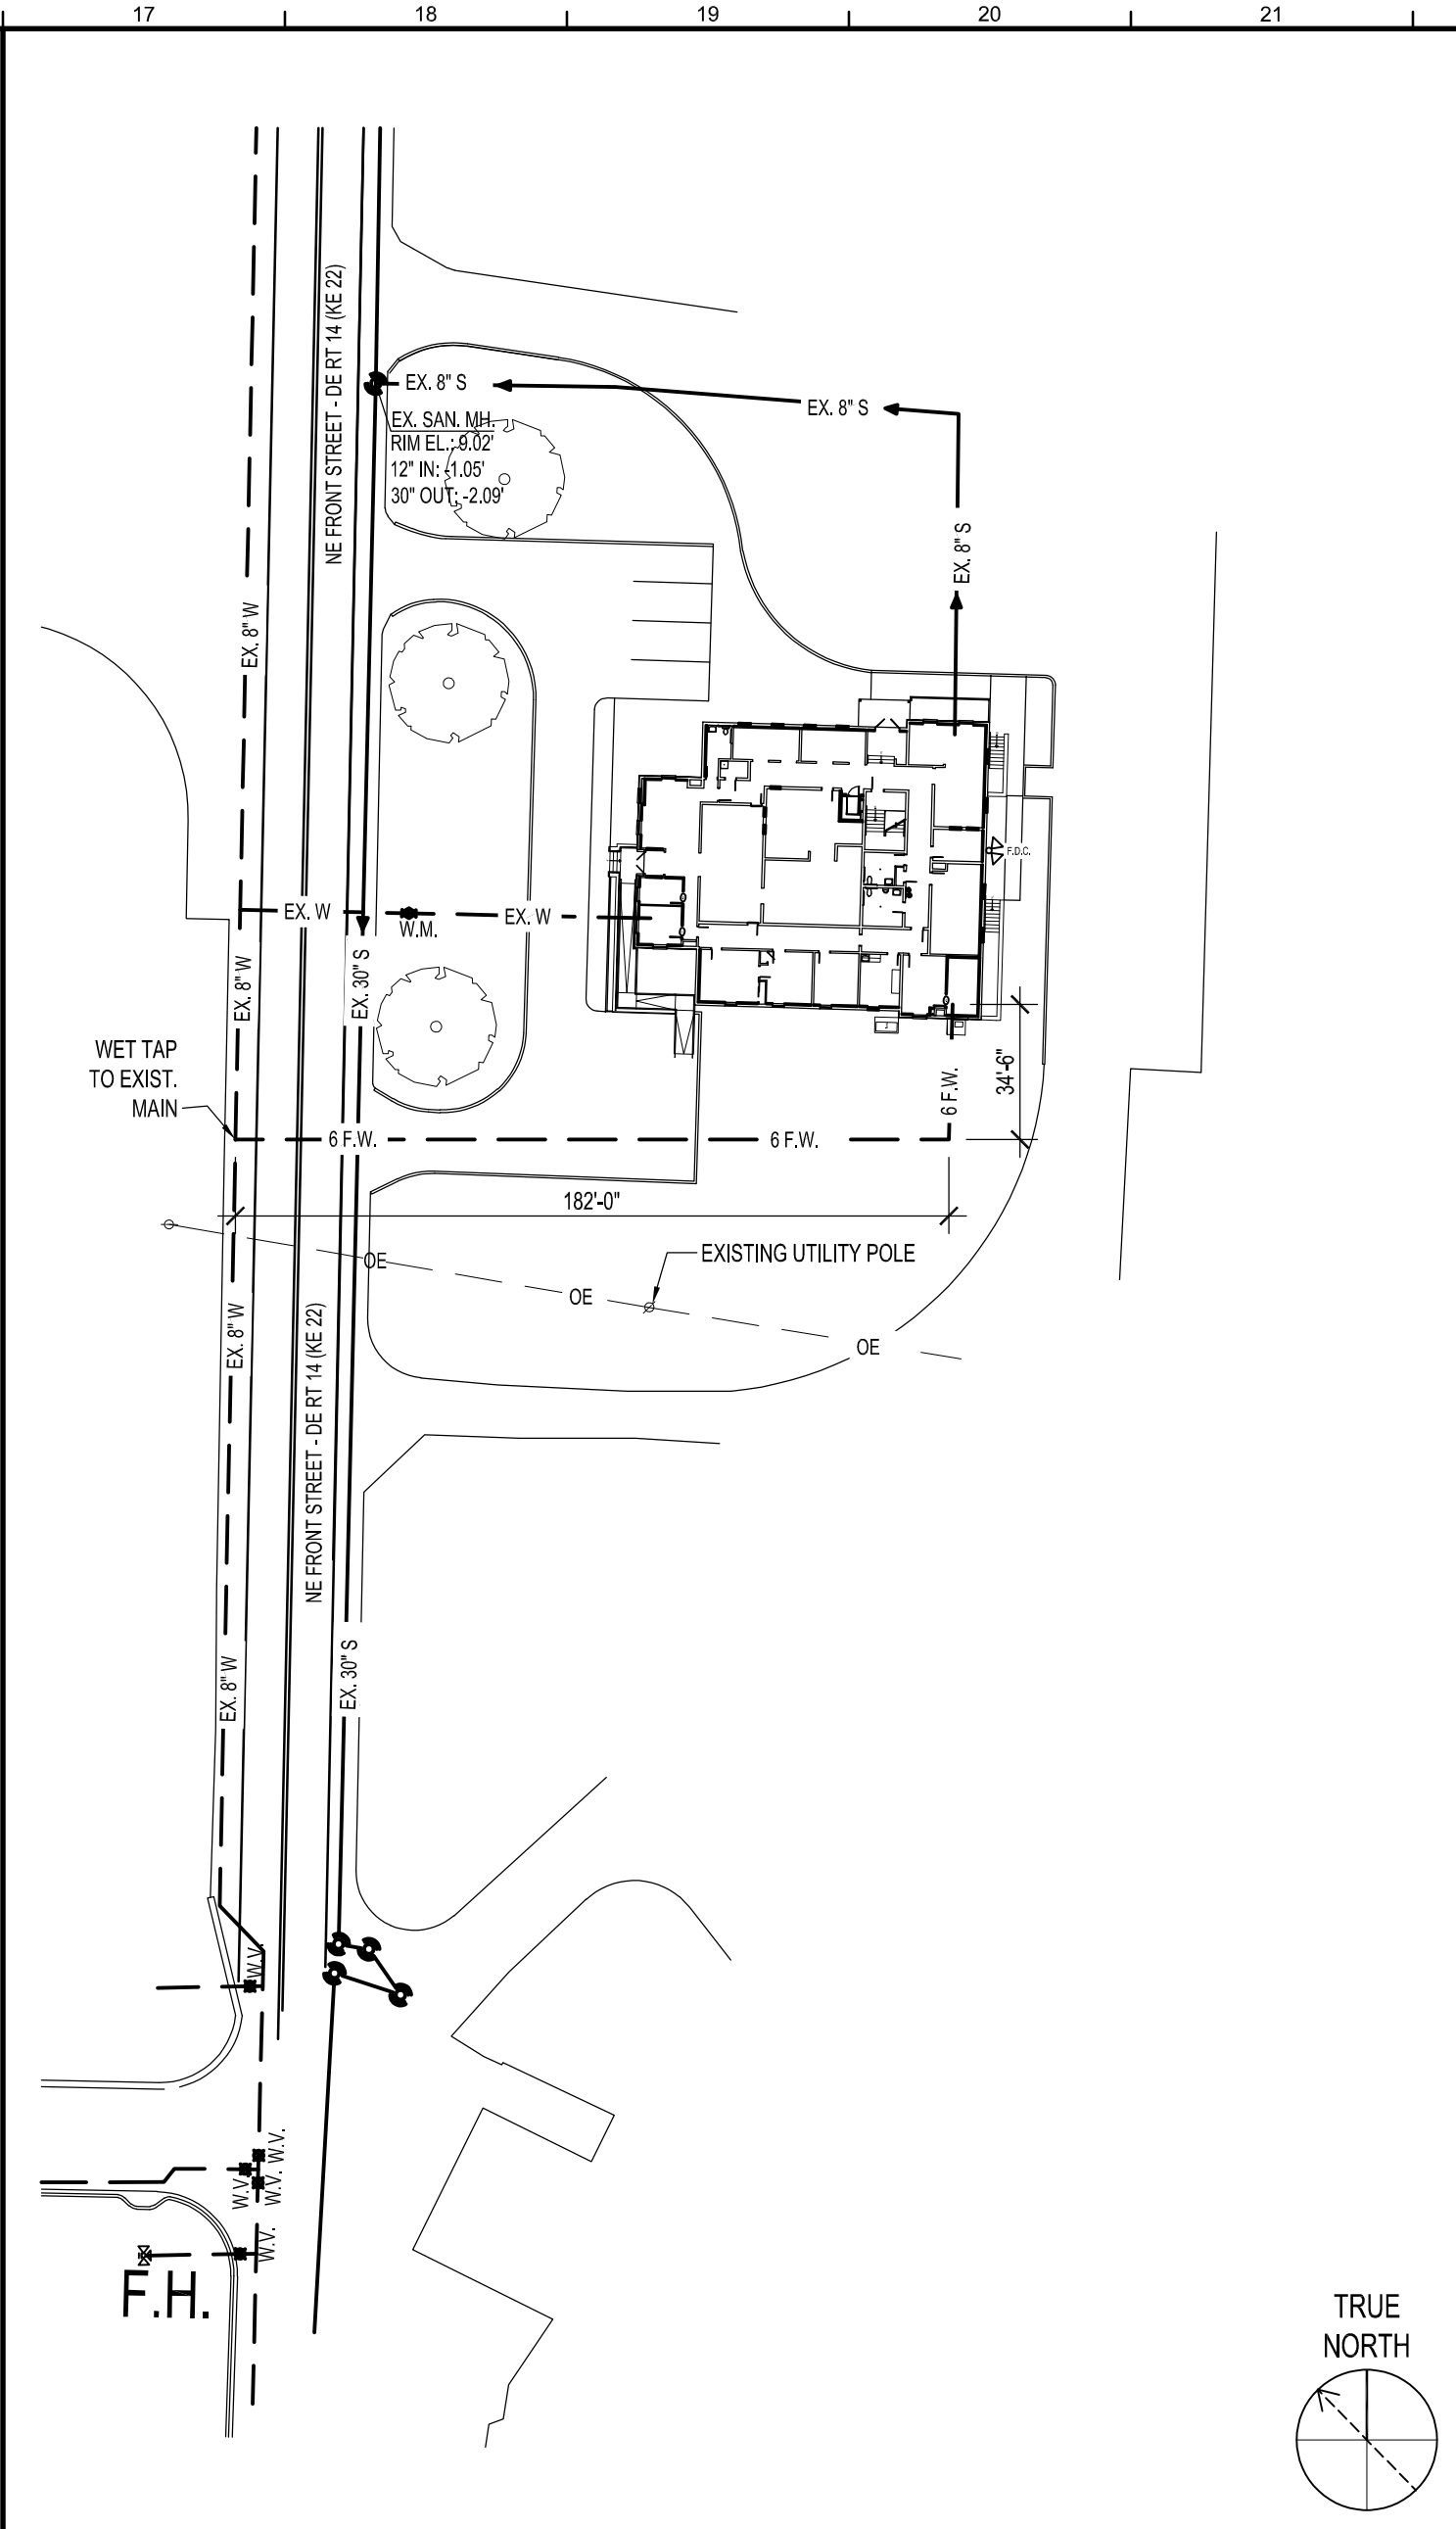 17
18
19
20
21
NE FRONT STREET - DE RT 14 (KE 22)
EX. 8" S
EX. 8" S
EX. SAN. MH.
RIM EL.: 9.02'
12" IN: -1.05'
30" OUT: -2.09'
EX. 8" S
EX. 8" W
F.D.C.
EX. W
W.M.
EX. W
EX. 8" W
EX. 30" S
WET TAP
TO EXIST.
MAIN
34'-6"
6 F.W.
6 F.W.
6 F.W.
182'-0"
EXISTING UTILITY POLE
OE
OE
OE
EX. 8" W
NE FRONT STREET - DE RT 14 (KE 22)
EX. 8" W
EX. 30" S
W.V.
W.V.
W.V.
W.V.
W.V.
F.H.
TRUE
NORTH